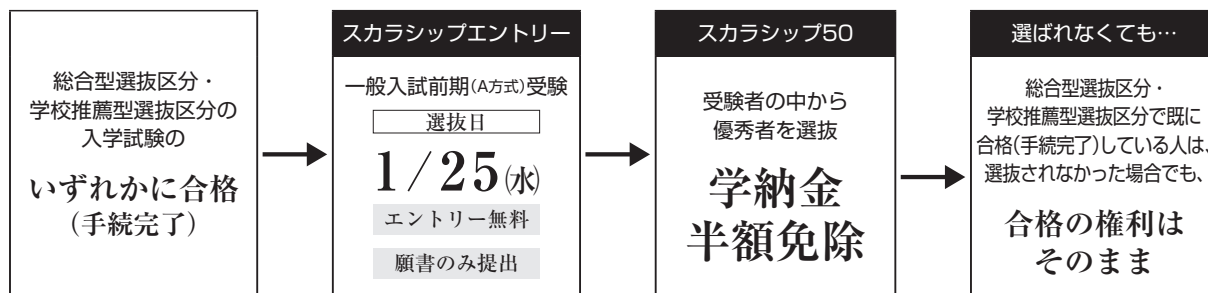 総合型選抜区分・
学校推薦型選抜区分の
入学試験の
いずれかに合格
(手続完了)
スカラシップエントリー
一般入試前期(A方式)受験
選抜日
1/25(水)
エントリー無料
願書のみ提出
スカラシップ50
受験者の中から
優秀者を選抜
学納金
半額免除
選ばれなくても…
総合型選抜区分・
学校推薦型選抜区分で既に
合格(手続完了)している人は、
選抜されなかった場合でも、
合格の権利は
そのまま